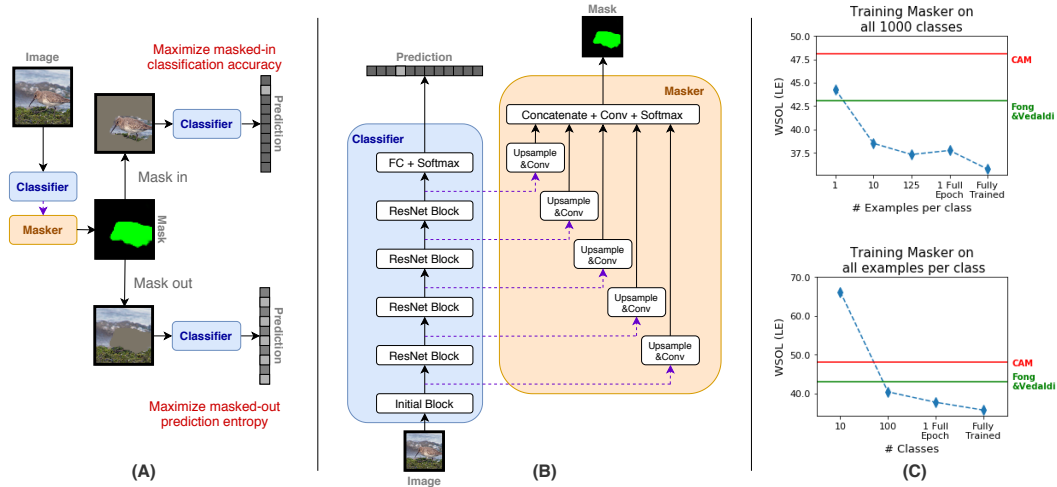 Image
Maximize masked-in
classification accuracy
Classifier
Prediction
Mask in
Classifier
Masker
Mask
Mask out
Classifier
Prediction
Maximize masked-out
prediction entropy
(A)
Mask
Prediction
Masker
Concatenate + Conv + Softmax
Classifier
FC + Softmax
Upsample
&Conv
ResNet Block
Upsample
&Conv
ResNet Block
Upsample
&Conv
ResNet Block
Upsample
&Conv
ResNet Block
Upsample
&Conv
Initial Block
Image
(B)
Training Masker on
all 1000 classes
WSOL (LE)
50.0
47.5
45.0
42.5
40.0
37.5
CAM
Fong
&Vedaldi
1
10
125
1 Full
Epoch
Fully
Trained
# Examples per class
Training Masker on
all examples per class
WSOL (LE)
70.0
60.0
50.0
40.0
CAM
Fong
&Vedaldi
10
100
1 Full
Epoch
Fully
Trained
# Classes
(C)